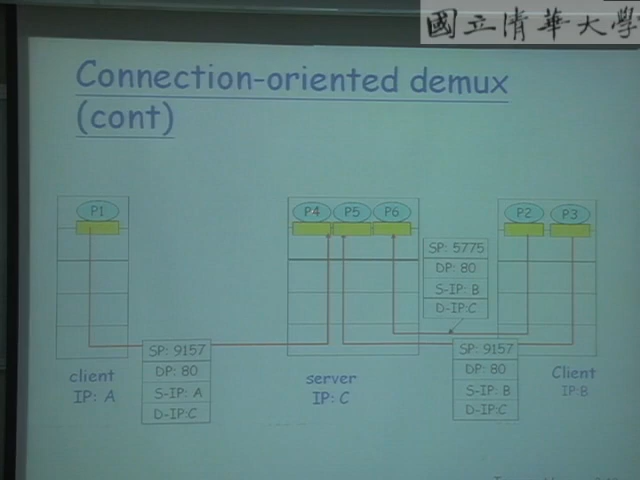 國立清華大學
Connection-oriented demux
(cont)
P1
P4
P5
P6
P2
P3
SP: 5775
DP: 80
S-IP: B
D-IP:C
SP: 9157
DP: 80
S-IP: A
D-IP:C
SP: 9157
DP: 80
S-IP: B
D-IP:C
client
IP: A
server
IP: C
Client
IP:B